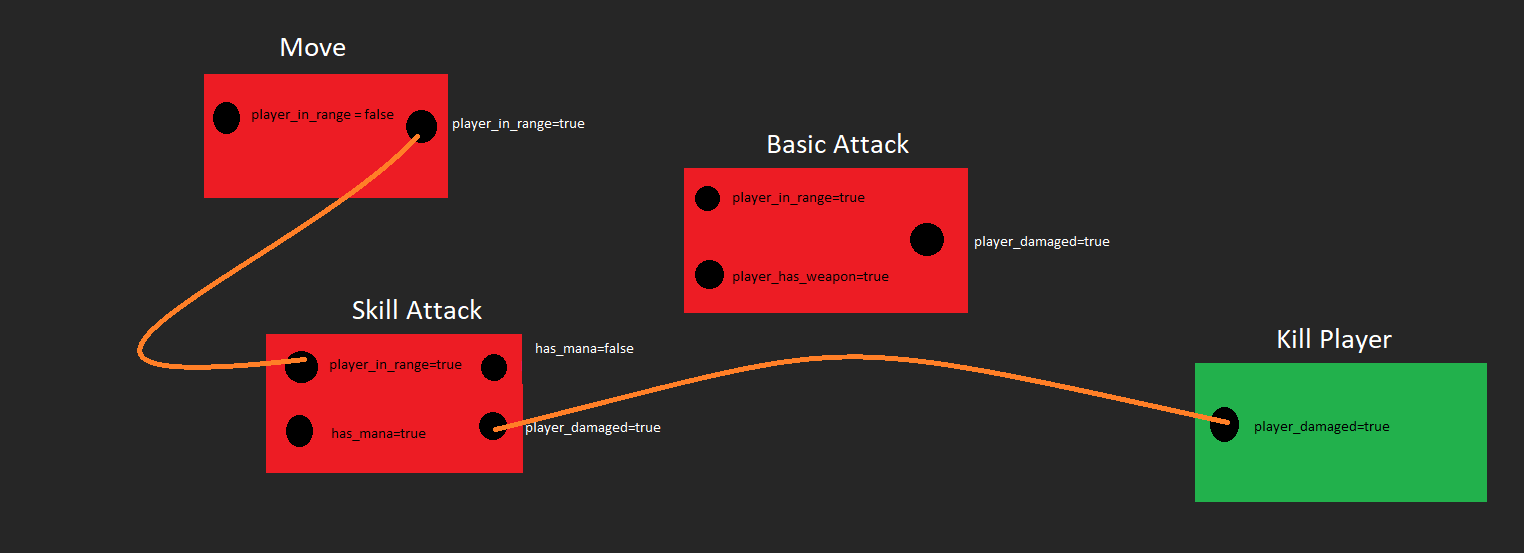 Move
player_in_range = false
player_in_range=true
Basic Attack
player_in_range=true
player_damaged=true
player_has_weapon=true
Skill Attack
has_mana=false
player_in_range=true
has_mana=true
player_damaged=true
Kill Player
player_damaged=true